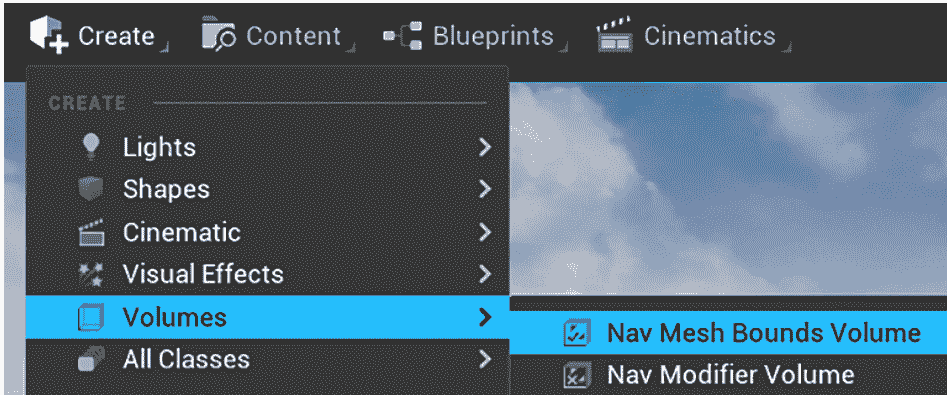 Create Content Blueprints Cinematics
CREATE
Lights
Shapes
Cinematic
Visual Effects
Volumes
Nav Mesh Bounds Volume
All Classes
Nav Modifier Volume